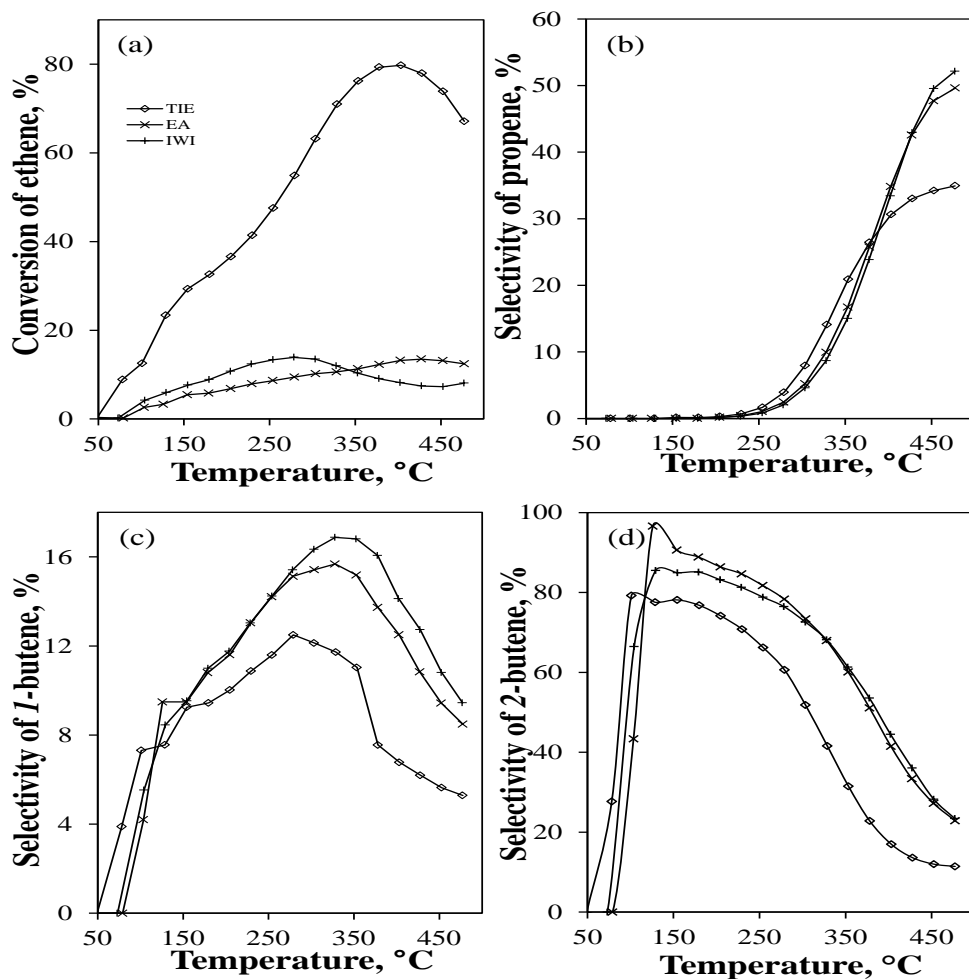 (a)
Conversion of ethene, %
80
60
40
20
0
TIE
EA
IWI
50 150 250 350 450
Temperature, °C
(b)
Selectivity of propene, %
60
50
40
30
20
10
0
50 150 250 350 450
Temperature, °C
(c)
Selectivity of 1-butene, %
16
12
8
4
0
50 150 250 350 450
Temperature, °C
(d)
Selectivity of 2-butene, %
100
80
60
40
20
0
50 150 250 350 450
Temperature, °C